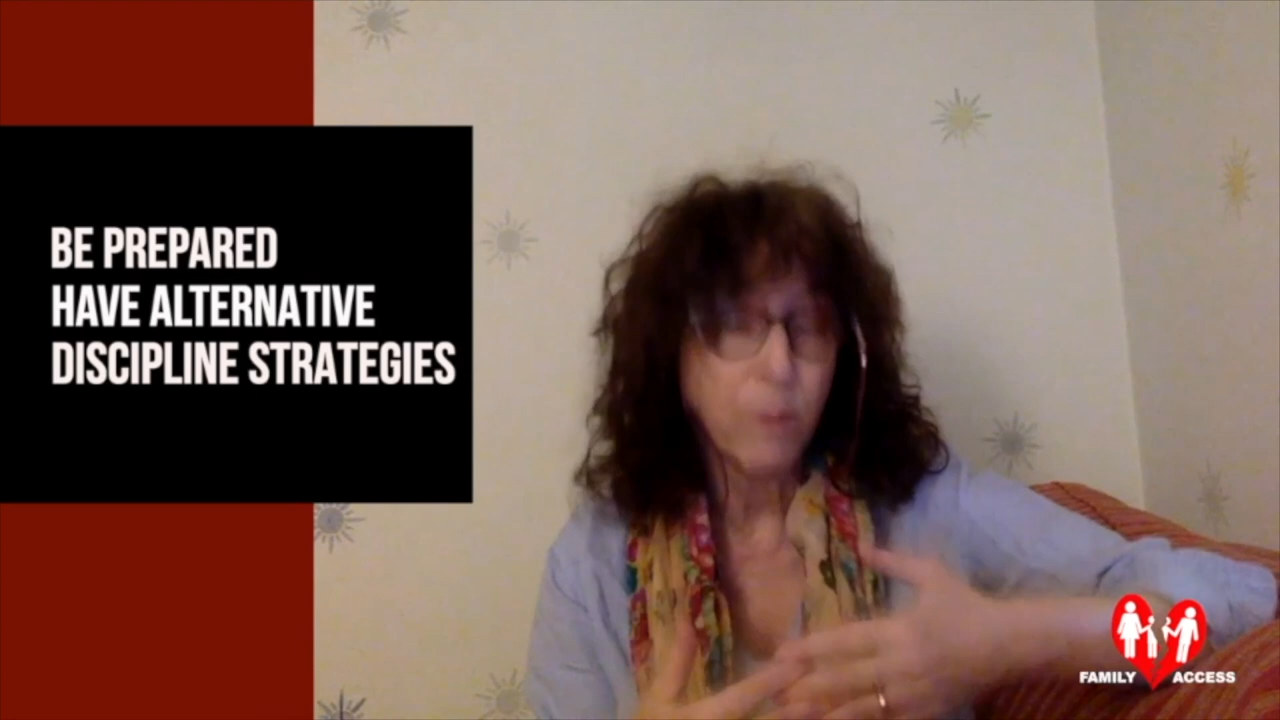 BE PREPARED
HAVE ALTERNATIVE
DISCIPLINE STRATEGIES
FAMILY ACCESS